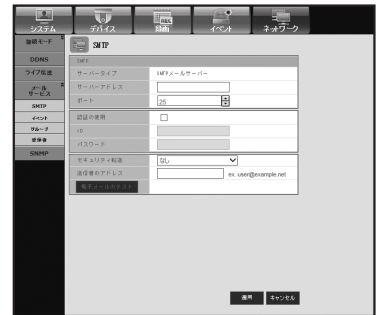 システム デバイス 録画 イベント ネットワーク
接続モード
DDNS
ライブ伝送
メールサービス
SMTP
イベント
グループ
受信者
SNMP
SMTP
SMTP
サーバータイプ SMTPメールサーバー
サーバーアドレス
ポート 25
認証の使用
ID
パスワード
セキュリティ転送 なし
送信者のアドレス ex: user@example.net
電子メールのテスト
適用 キャンセル